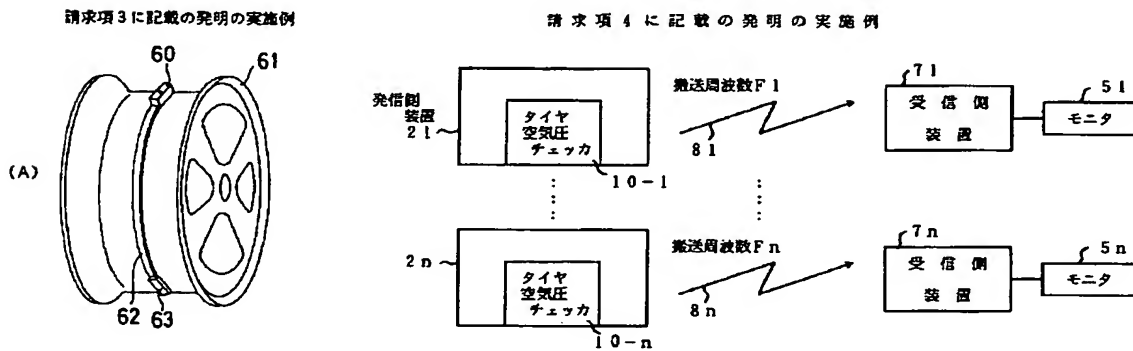 請求項3に記載の発明の実施例
60
61
(A)
62
63
請求項4に記載の発明の実施例
発信側
装置
21
タイヤ
空気圧
チェッカ
10-1
搬送周波数F1
81
71
受信側
装置
51
モニタ
2n
タイヤ
空気圧
チェッカ
10-n
搬送周波数Fn
8n
7n
受信側
装置
5n
モニタ